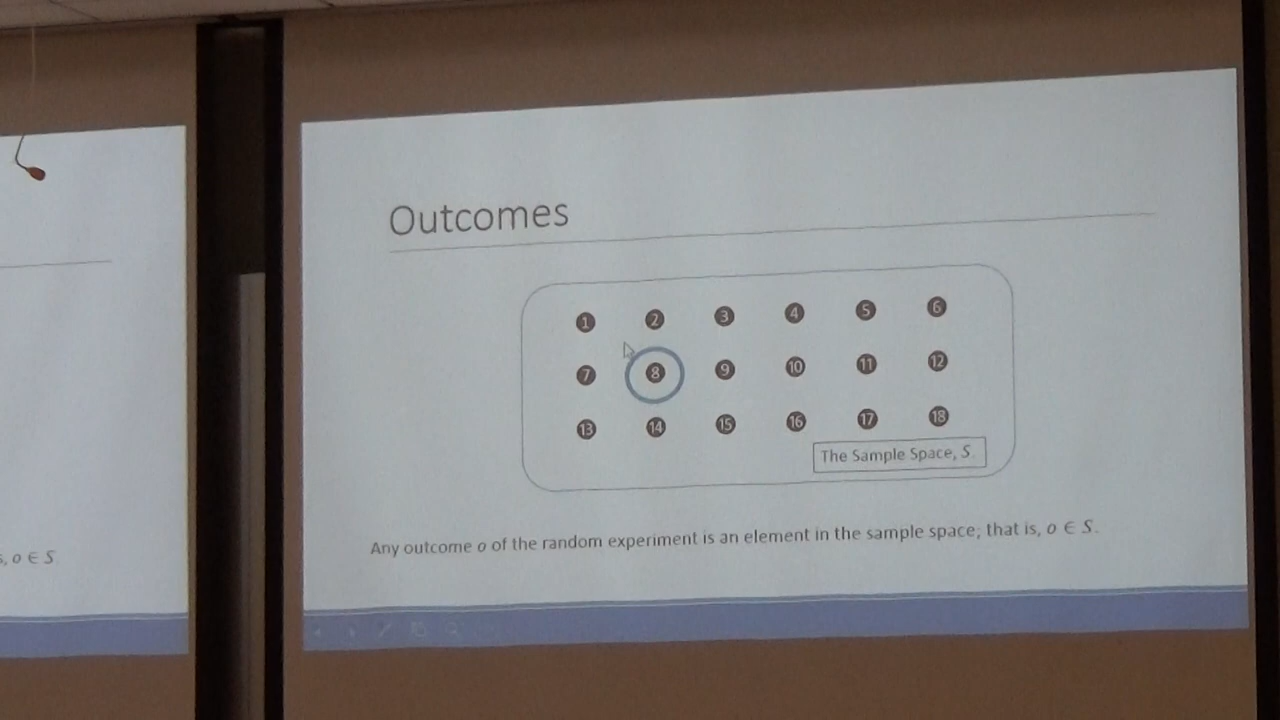 Outcomes
1 2 3 4 5 6
7 8 9 10 11 12
13 14 15 16 17 18
The Sample Space, S
Any outcome o of the random experiment is an element in the sample space; that is, o ∈ S.
s, o ∈ S